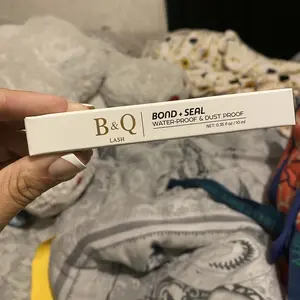 B&Q
LASH
BOND + SEAL
WATER-PROOF & DUST PROOF
NET: 0.35 fl oz / 10 ml